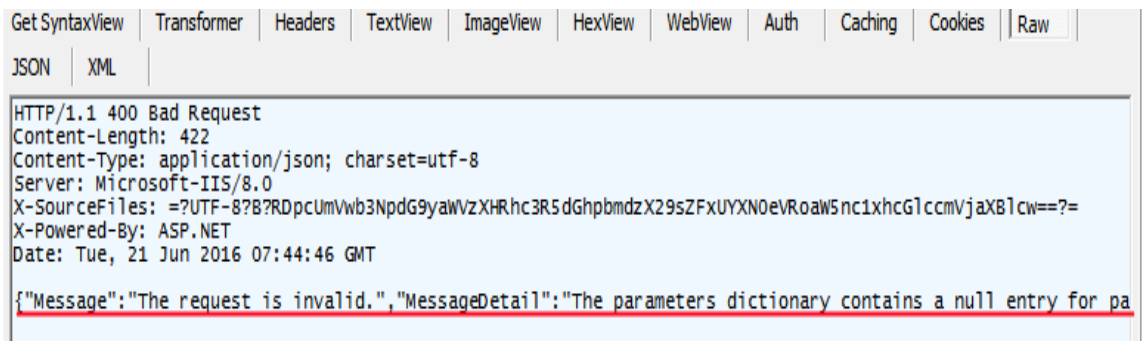 Get SyntaxView Transformer Headers TextView ImageView HexView WebView Auth Caching Cookies Raw
JSON XML
HTTP/1.1 400 Bad Request
Content-Length: 422
Content-Type: application/json; charset=utf-8
Server: Microsoft-IIS/8.0
X-SourceFiles: =?UTF-8?B?RDpcUmVwb3NpdG9yaWVzXHRhc3R5dGhpbmdzX29sZFxUYXN0eVRoaW5nc1xhcGlccmVjaXBlcw==?=
X-Powered-By: ASP.NET
Date: Tue, 21 Jun 2016 07:44:46 GMT
{"Message":"The request is invalid.","MessageDetail":"The parameters dictionary contains a null entry for pa